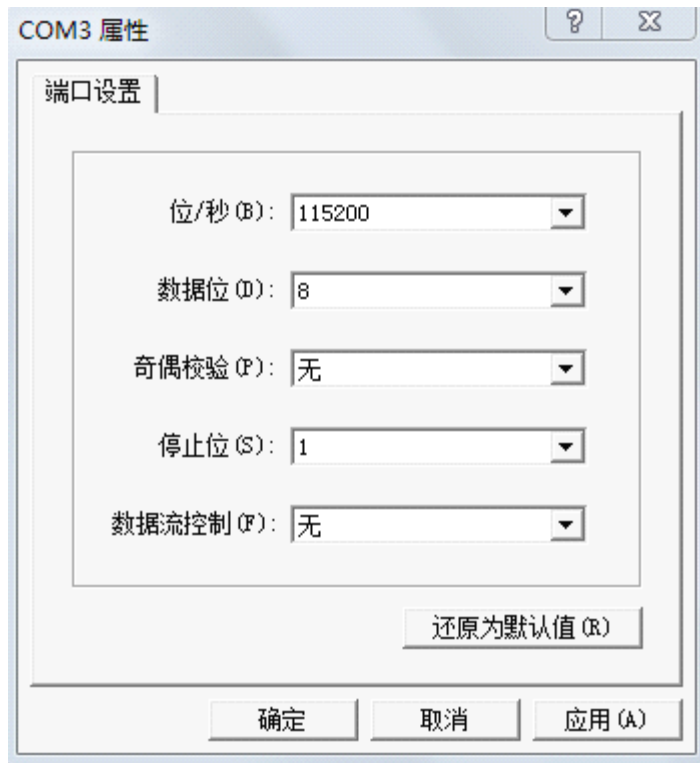 COM3 属性
端口设置
位/秒(B): 115200
数据位(D): 8
奇偶校验(P): 无
停止位(S): 1
数据流控制(F): 无
还原为默认值(R)
确定 取消 应用(A)